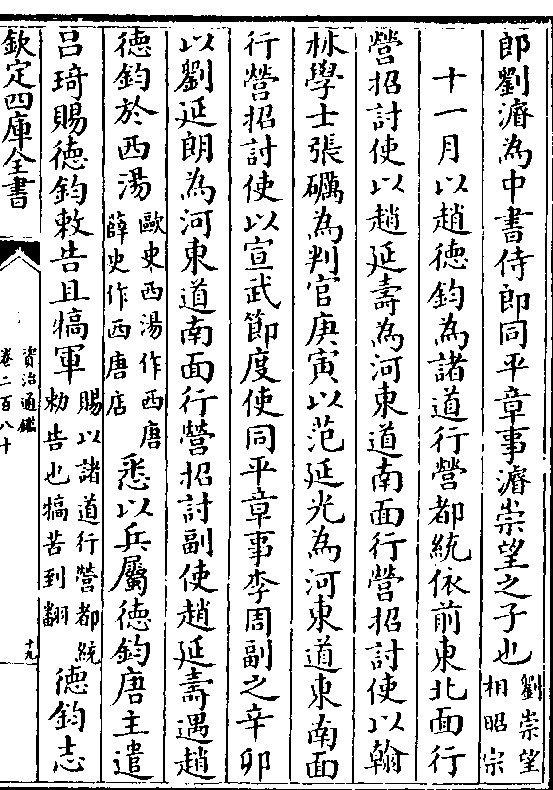 郎劉濬為中書侍郎同平章事濬崇望之子也劉崇望相昭宗
十一月以趙德鈞為諸道行營都統依前東北面行
營招討使以趙延壽為河東道南面行營招討使以翰
林學士張礪為判官庚寅以范延光為河東道東南面
行營招討使以宣武節度使同平章事李周副之辛卯
以劉延朗為河東道南面行營招討副使趙延壽遇趙
德鈞於西湯歐史西湯作西唐薛史作西唐店悉以兵屬德鈞唐主遣
呂琦賜德鈞敕告且犒軍賜以諸道行營都統勅告也犒苦到翻德鈞志
欽定四庫全書
資治通鑑
卷二百八十
十九